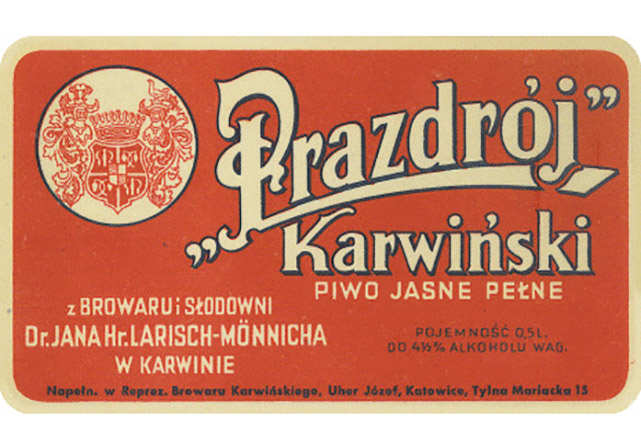 „Prazdrój”
Karwiński
PIWO JASNE PEŁNE
z BROWARU i SŁODOWNI
Dr. JANA Hr. LARISCH-MÖNNICHA
W KARWINIE
POJEMNOŚĆ 0,5 L.
DO 4½% ALKOHOLU WAG.
Napełn. w Reprez. Browaru Karwińskiego, Uher Józef, Katowice, Tylna Mariacka 15